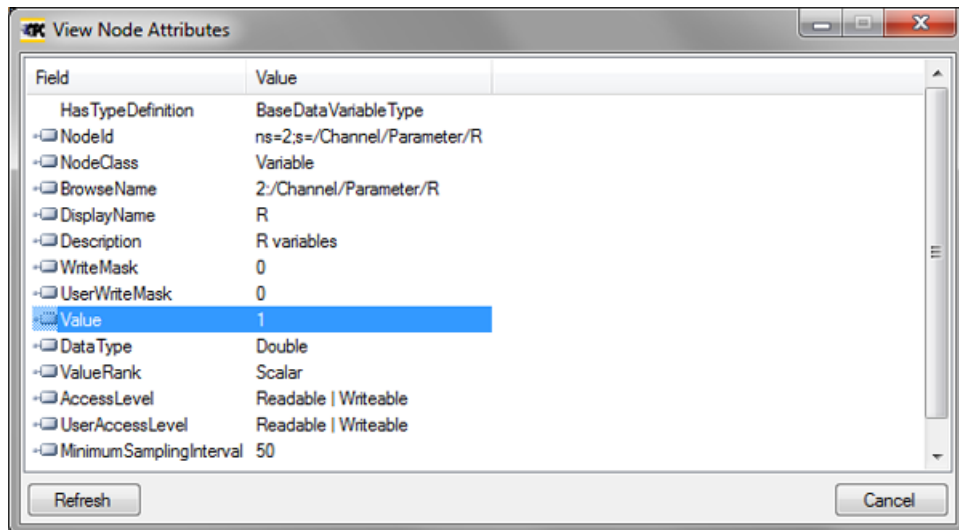 View Node Attributes
Field Value
HasTypeDefinition BaseDataVariableType
NodeId ns=2;s=/Channel/Parameter/R
NodeClass Variable
BrowseName 2:/Channel/Parameter/R
DisplayName R
Description R variables
WriteMask 0
UserWriteMask 0
Value 1
DataType Double
ValueRank Scalar
AccessLevel Readable | Writeable
UserAccessLevel Readable | Writeable
MinimumSamplingInterval 50
Refresh Cancel